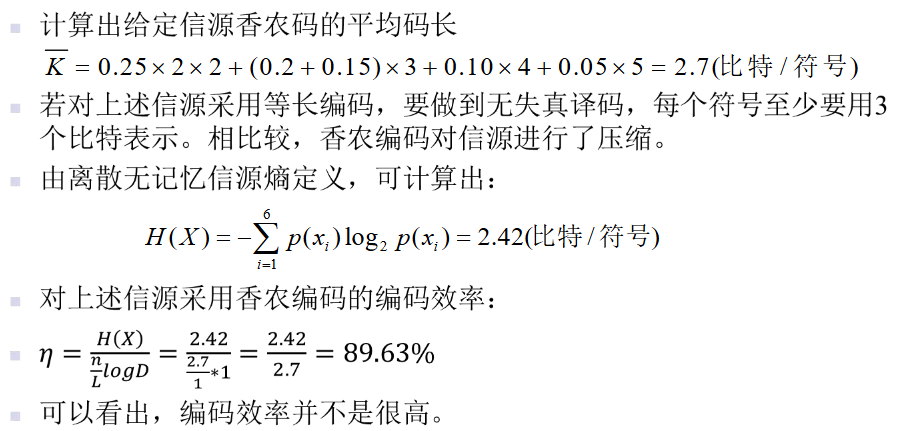 计算出给定信源香农码的平均码长
K̅ = 0.25×2×2+(0.2+0.15)×3+0.10×4+0.05×5 = 2.7(比特/符号)
若对上述信源采用等长编码，要做到无失真译码，每个符号至少要用3
个比特表示。相比较，香农编码对信源进行了压缩。
由离散无记忆信源熵定义，可计算出：
H(X) = −∑_{i=1}^{6} p(x_i) log₂ p(x_i) = 2.42(比特/符号)
对上述信源采用香农编码的编码效率：
η = H(X)/(n/L logD) = 2.42/(2.7/1 *1) = 2.42/2.7 = 89.63%
可以看出，编码效率并不是很高。